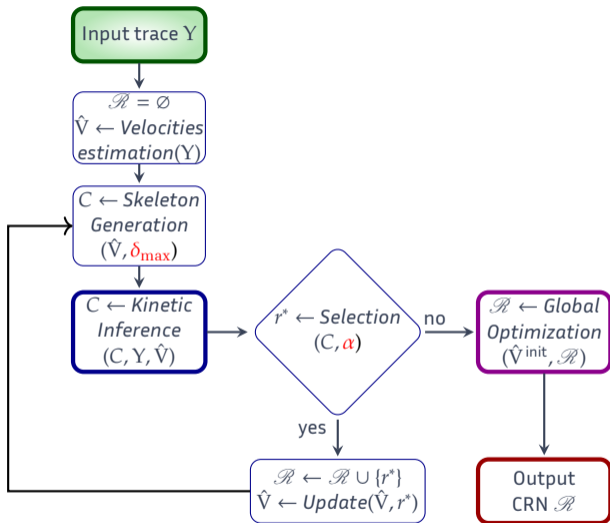 Input trace Y
ℛ = ∅
V̂ ← Velocities
estimation(Y)
C ← Skeleton
Generation
(V̂, δmax)
C ← Kinetic
Inference
(C, Y, V̂)
r* ← Selection
(C, α)
no
yes
ℛ ← Global
Optimization
(V̂ init, ℛ)
ℛ ← ℛ ∪ {r*}
V̂ ← Update(V̂, r*)
Output
CRN ℛ